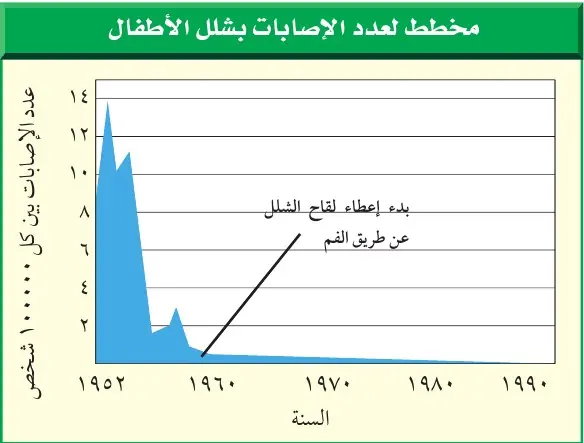 مخطط لعدد الإصابات بشلل الأطفال
عدد الإصابات بين كل ١٠٠٠٠٠ شخص
١٤
١٢
١٠
٨
٦
٤
٢
بدء إعطاء لقاح الشلل
عن طريق الفم
١٩٥٢ ١٩٦٠ ١٩٧٠ ١٩٨٠ ١٩٩٠
السنة